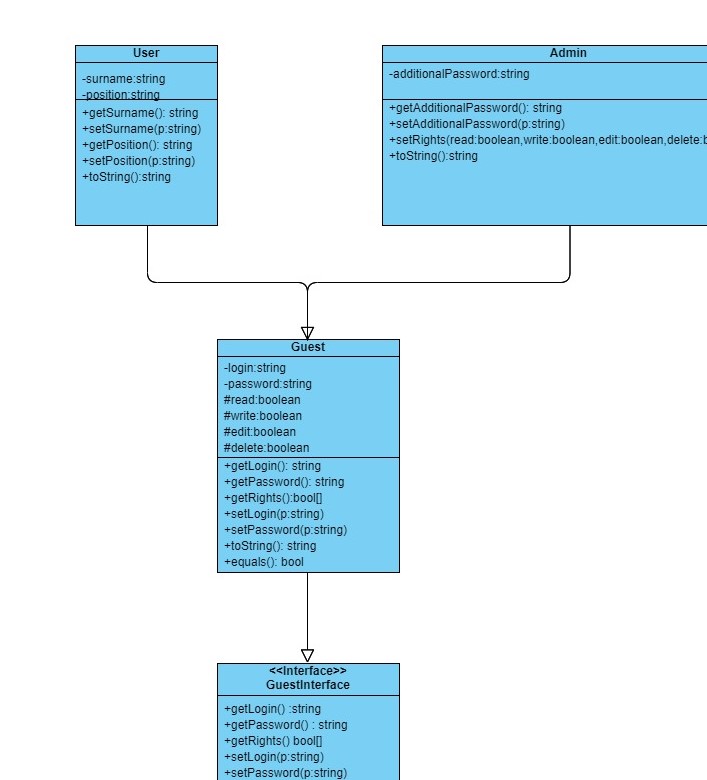 User
-surname:string
-position:string
+getSurname(): string
+setSurname(p:string)
+getPosition(): string
+setPosition(p:string)
+toString():string
Admin
-additionalPassword:string
+getAdditionalPassword(): string
+setAdditionalPassword(p:string)
+setRights(read:boolean,write:boolean,edit:boolean,delete:b
+toString():string
Guest
-login:string
-password:string
#read:boolean
#write:boolean
#edit:boolean
#delete:boolean
+getLogin(): string
+getPassword(): string
+getRights():bool[]
+setLogin(p:string)
+setPassword(p:string)
+toString(): string
+equals(): bool
<<Interface>>
GuestInterface
+getLogin() :string
+getPassword() : string
+getRights() bool[]
+setLogin(p:string)
+setPassword(p:string)